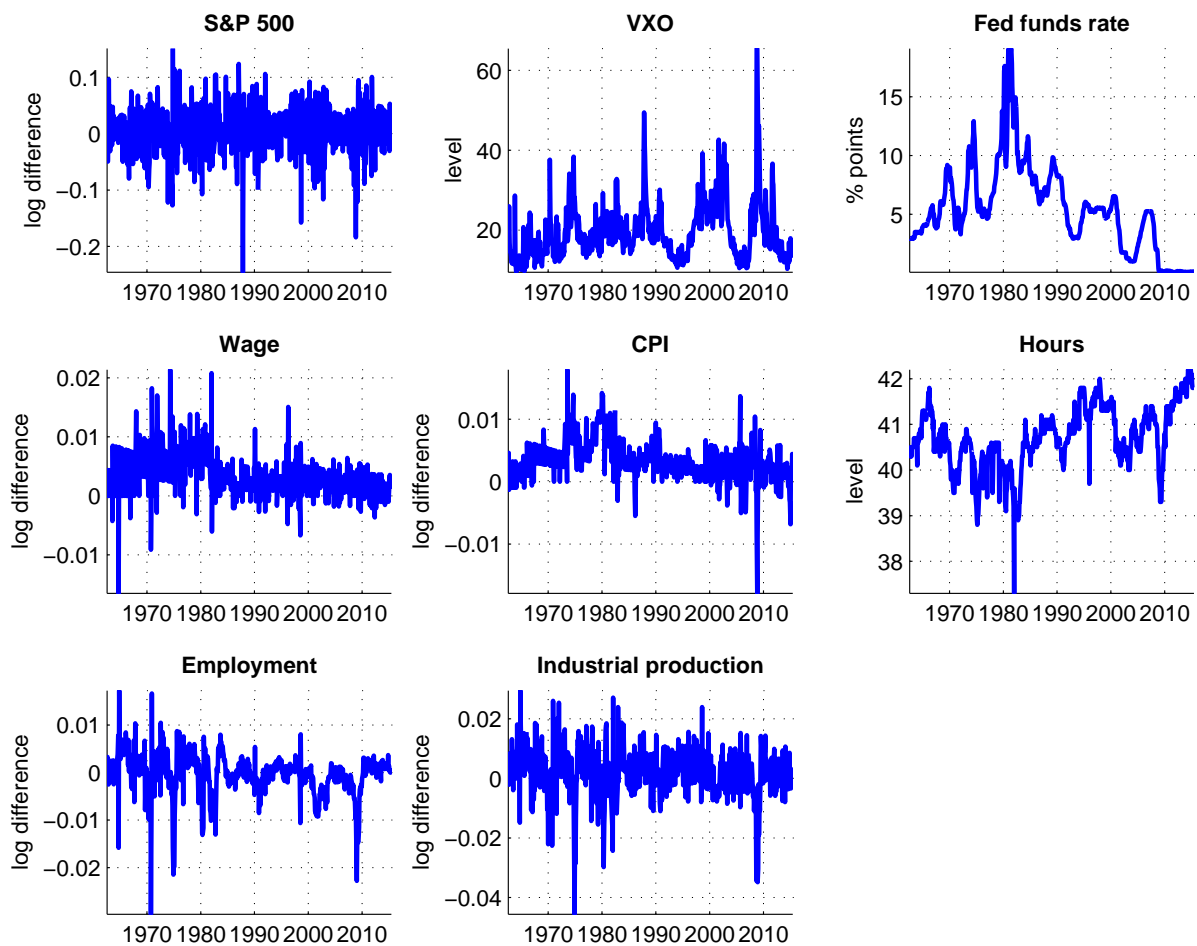 S&P 500
log difference
0.1
0
−0.1
−0.2
1970 1980 1990 2000 2010
VXO
level
60
40
20
1970 1980 1990 2000 2010
Fed funds rate
% points
15
10
5
1970 1980 1990 2000 2010
Wage
log difference
0.02
0.01
0
−0.01
1970 1980 1990 2000 2010
CPI
log difference
0.01
0
−0.01
1970 1980 1990 2000 2010
Hours
level
42
41
40
39
38
1970 1980 1990 2000 2010
Employment
log difference
0.01
0
−0.01
−0.02
1970 1980 1990 2000 2010
Industrial production
log difference
0.02
0
−0.02
−0.04
1970 1980 1990 2000 2010